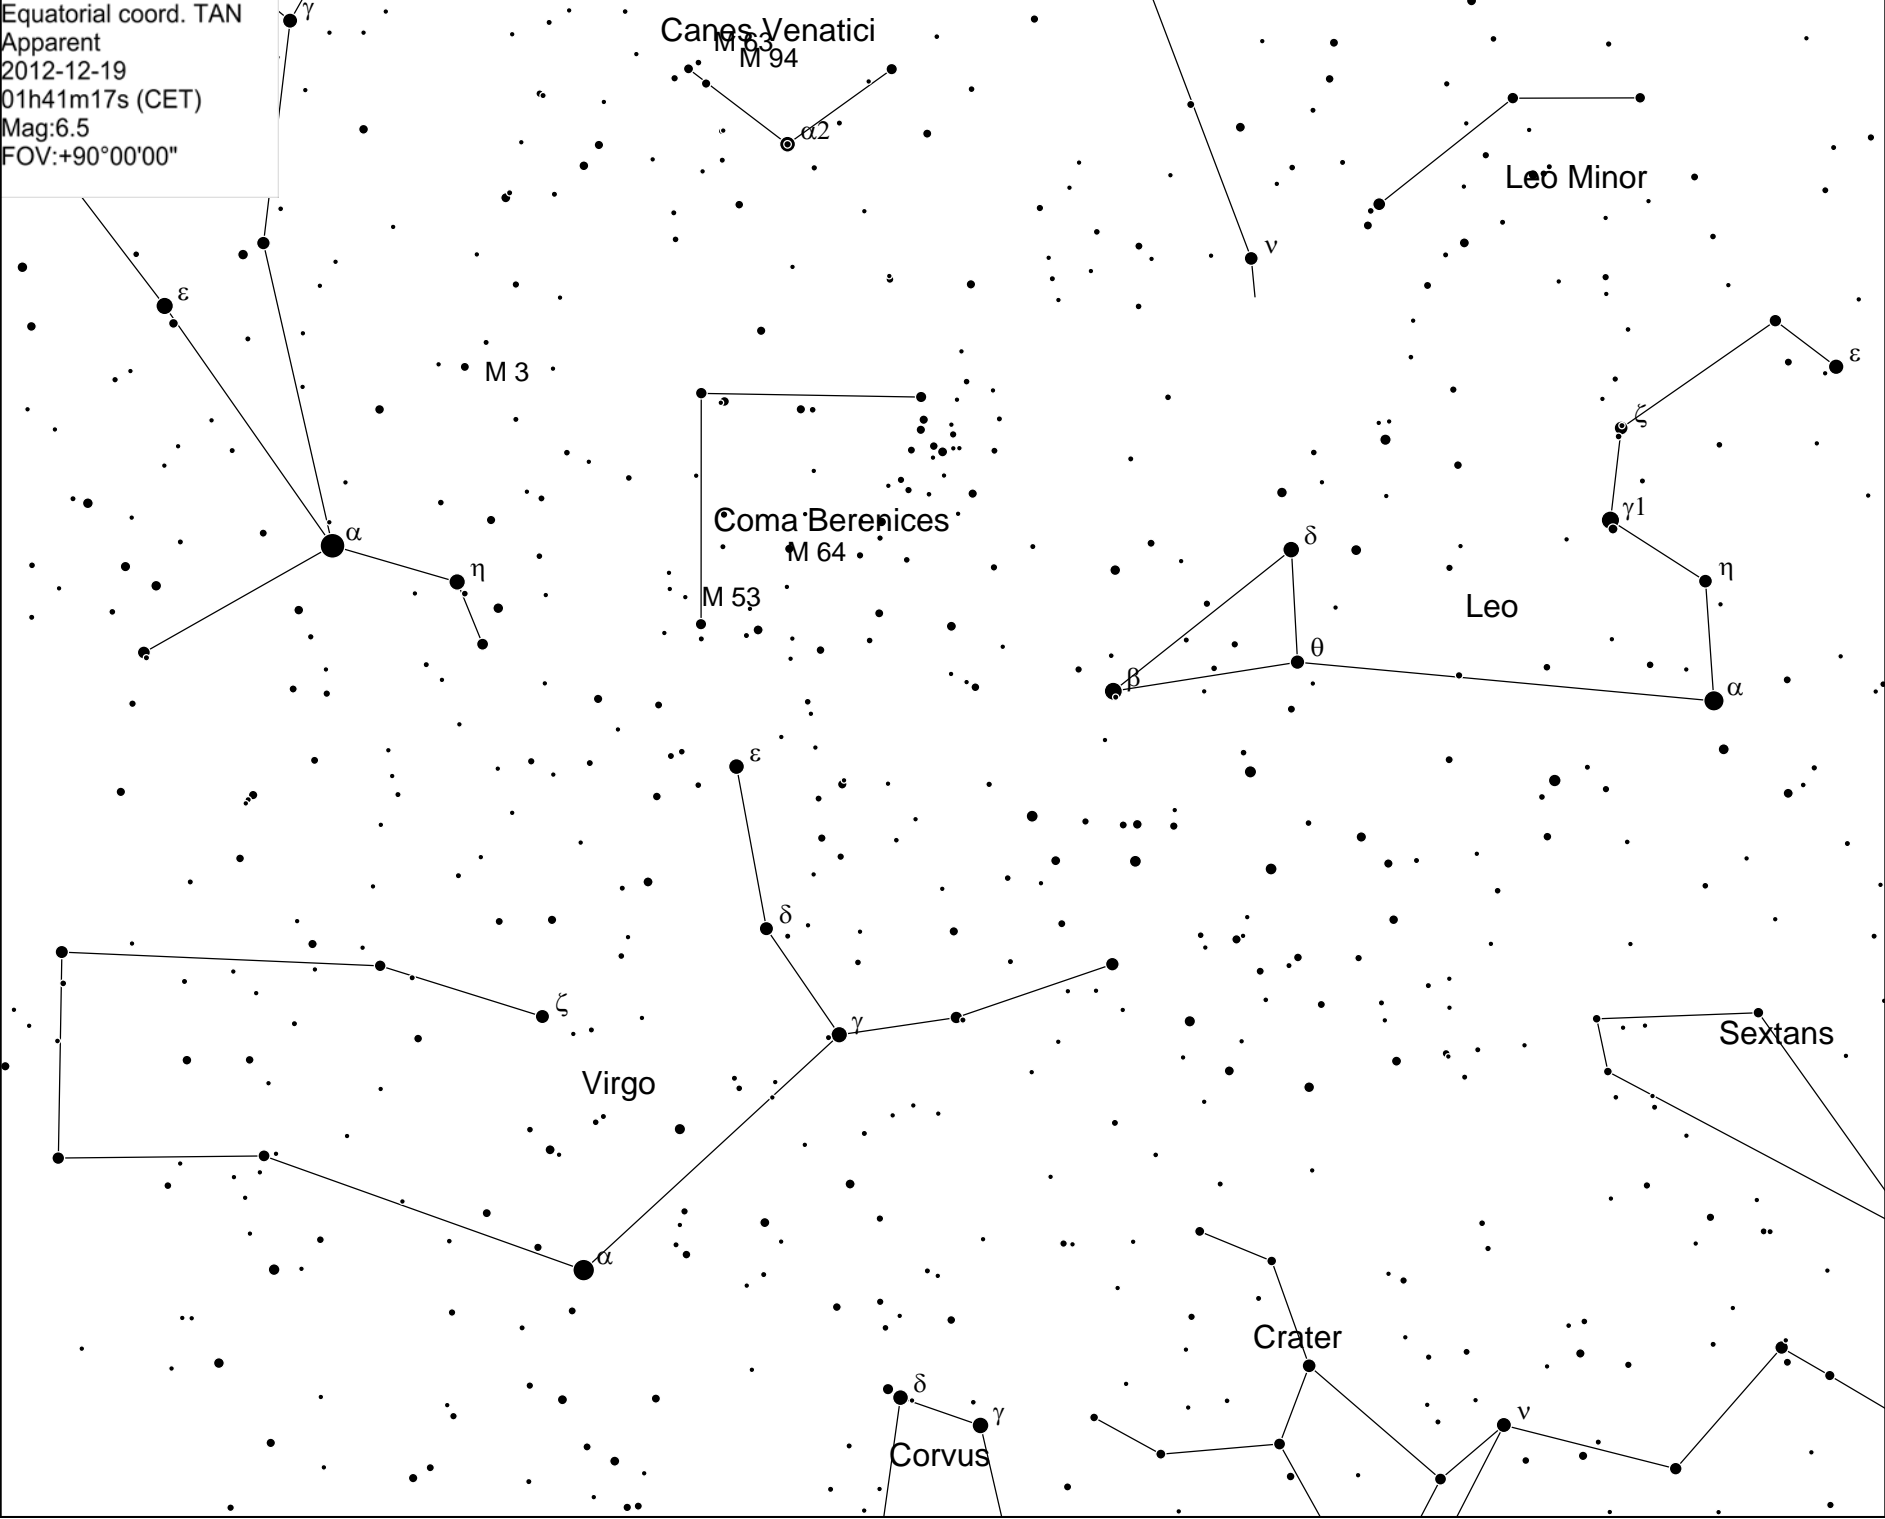 Equatorial coord. TAN
Apparent
2012-12-19
01h41m17s (CET)
Mag:6.5
FOV:+90°00'00"
γ
Canes Venatici
M 63
M 94
α2
Leo Minor
ν
ε
ε
M 3
ζ
γ1
Coma Berenices
α
δ
M 64
η
η
M 53
Leo
θ
β
α
ε
δ
ζ
γ
Sextans
Virgo
α
Crater
δ
γ
ν
Corvus